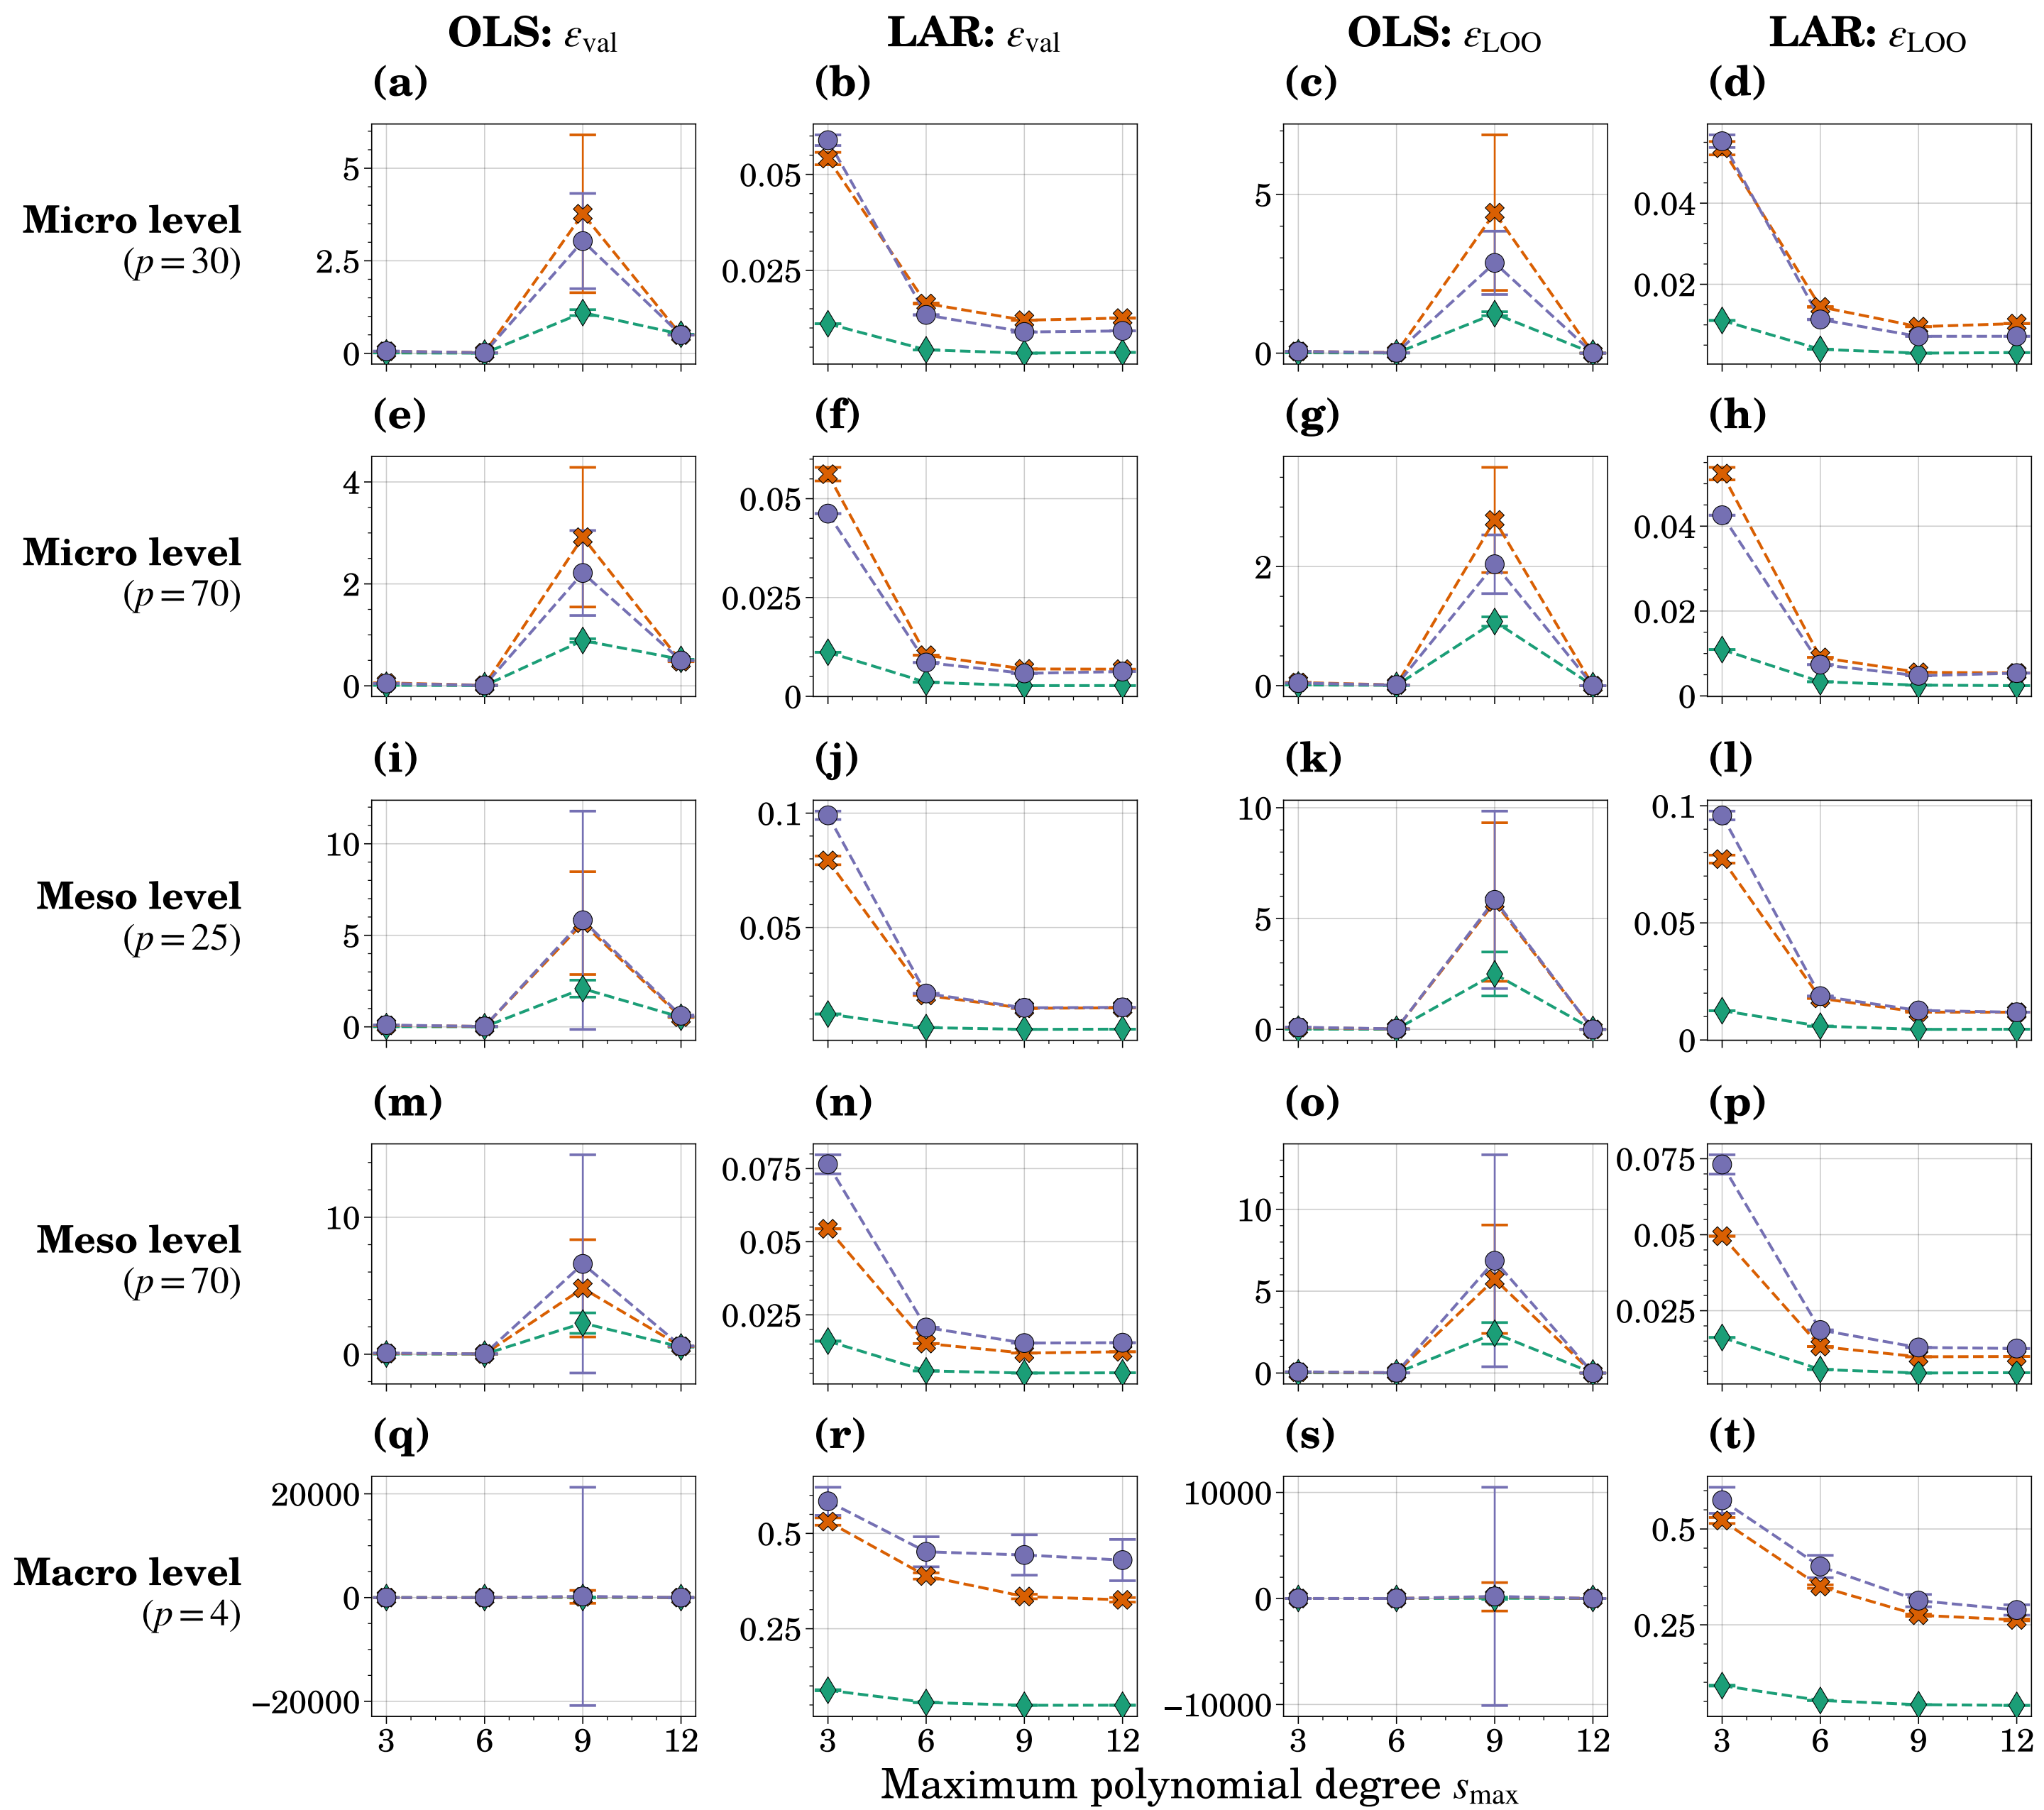 OLS: εval LAR: εval OLS: εLOO LAR: εLOO
(a) (b) (c) (d)
Micro level
(p = 30)
5
2.5
0
0.05
0.025
5
0
0.04
0.02
(e) (f) (g) (h)
Micro level
(p = 70)
4
2
0
0.05
0.025
0
2
0
0.04
0.02
0
(i) (j) (k) (l)
Meso level
(p = 25)
10
5
0
0.1
0.05
10
5
0
0.1
0.05
0
(m) (n) (o) (p)
Meso level
(p = 70)
10
0
0.075
0.05
0.025
10
5
0
0.075
0.05
0.025
(q) (r) (s) (t)
Macro level
(p = 4)
20000
0
−20000
0.5
0.25
10000
0
−10000
0.5
0.25
3 6 9 12 3 6 9 12 3 6 9 12 3 6 9 12
Maximum polynomial degree smax